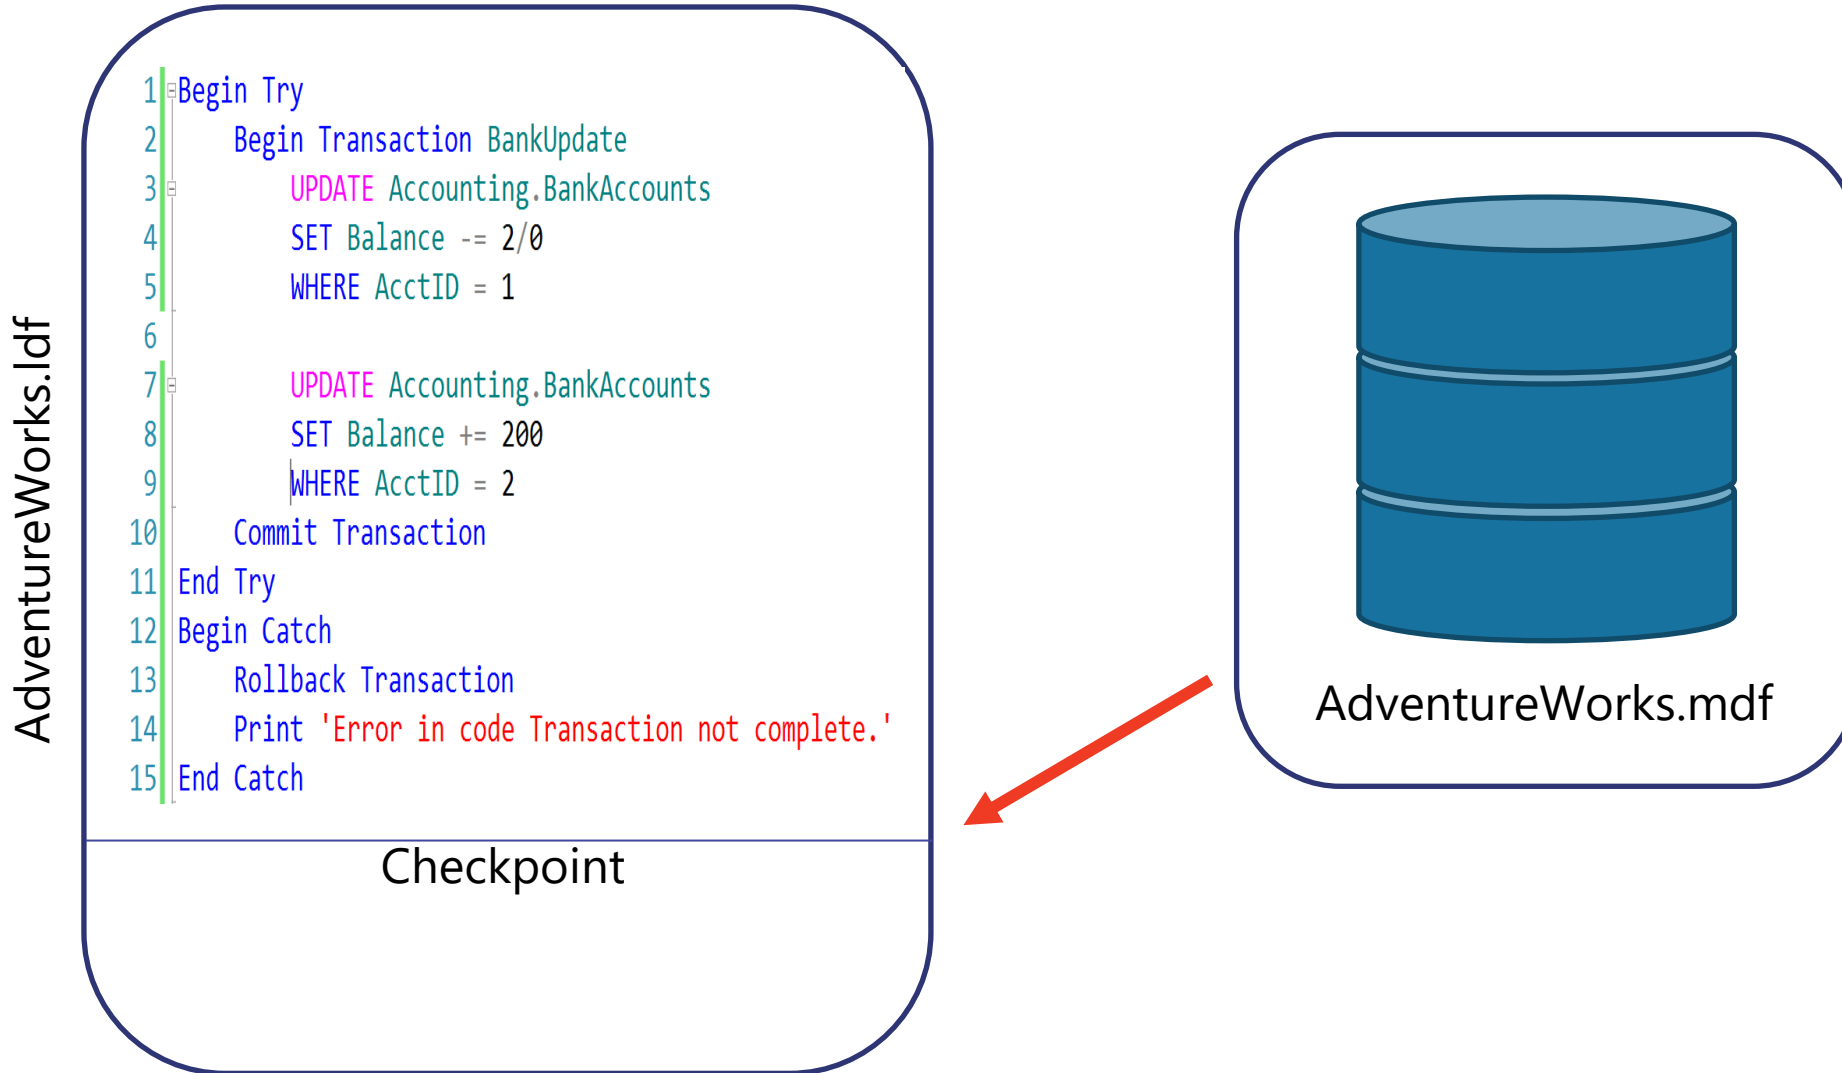 AdventureWorks.ldf
1 Begin Try
2 Begin Transaction BankUpdate
3 UPDATE Accounting.BankAccounts
4 SET Balance -= 2/0
5 WHERE AcctID = 1
6
7 UPDATE Accounting.BankAccounts
8 SET Balance += 200
9 WHERE AcctID = 2
10 Commit Transaction
11 End Try
12 Begin Catch
13 Rollback Transaction
14 Print 'Error in code Transaction not complete.'
15 End Catch
Checkpoint
AdventureWorks.mdf